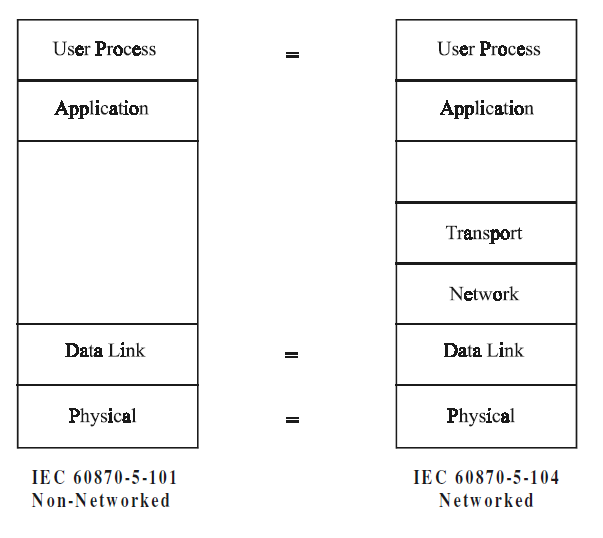 User Process = User Process
Application Application
Transport
Network
Data Link = Data Link
Physical = Physical
IEC 60870-5-101 IEC 60870-5-104
Non-Networked Networked